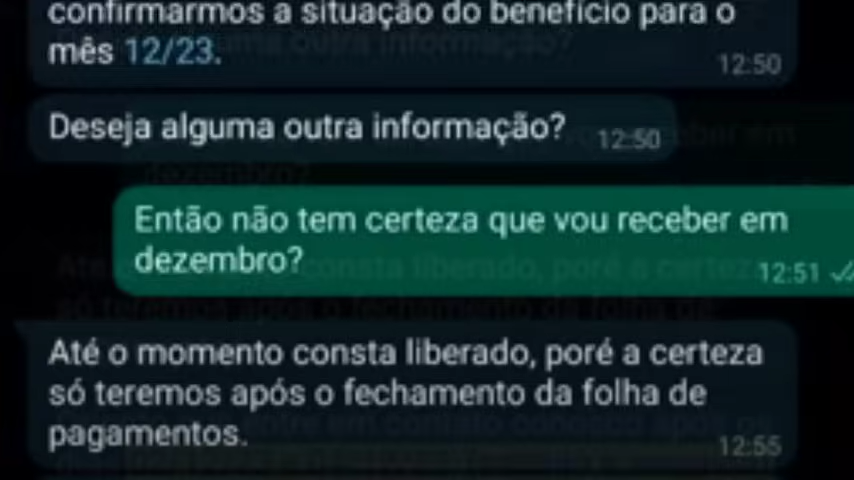 confirmarmos a situação do benefício para o
mês 12/23.
12:50
Deseja alguma outra informação?
12:50
Então não tem certeza que vou receber em
dezembro?
12:51
Até o momento consta liberado, poré a certeza
só teremos após o fechamento da folha de
pagamentos.
12:55